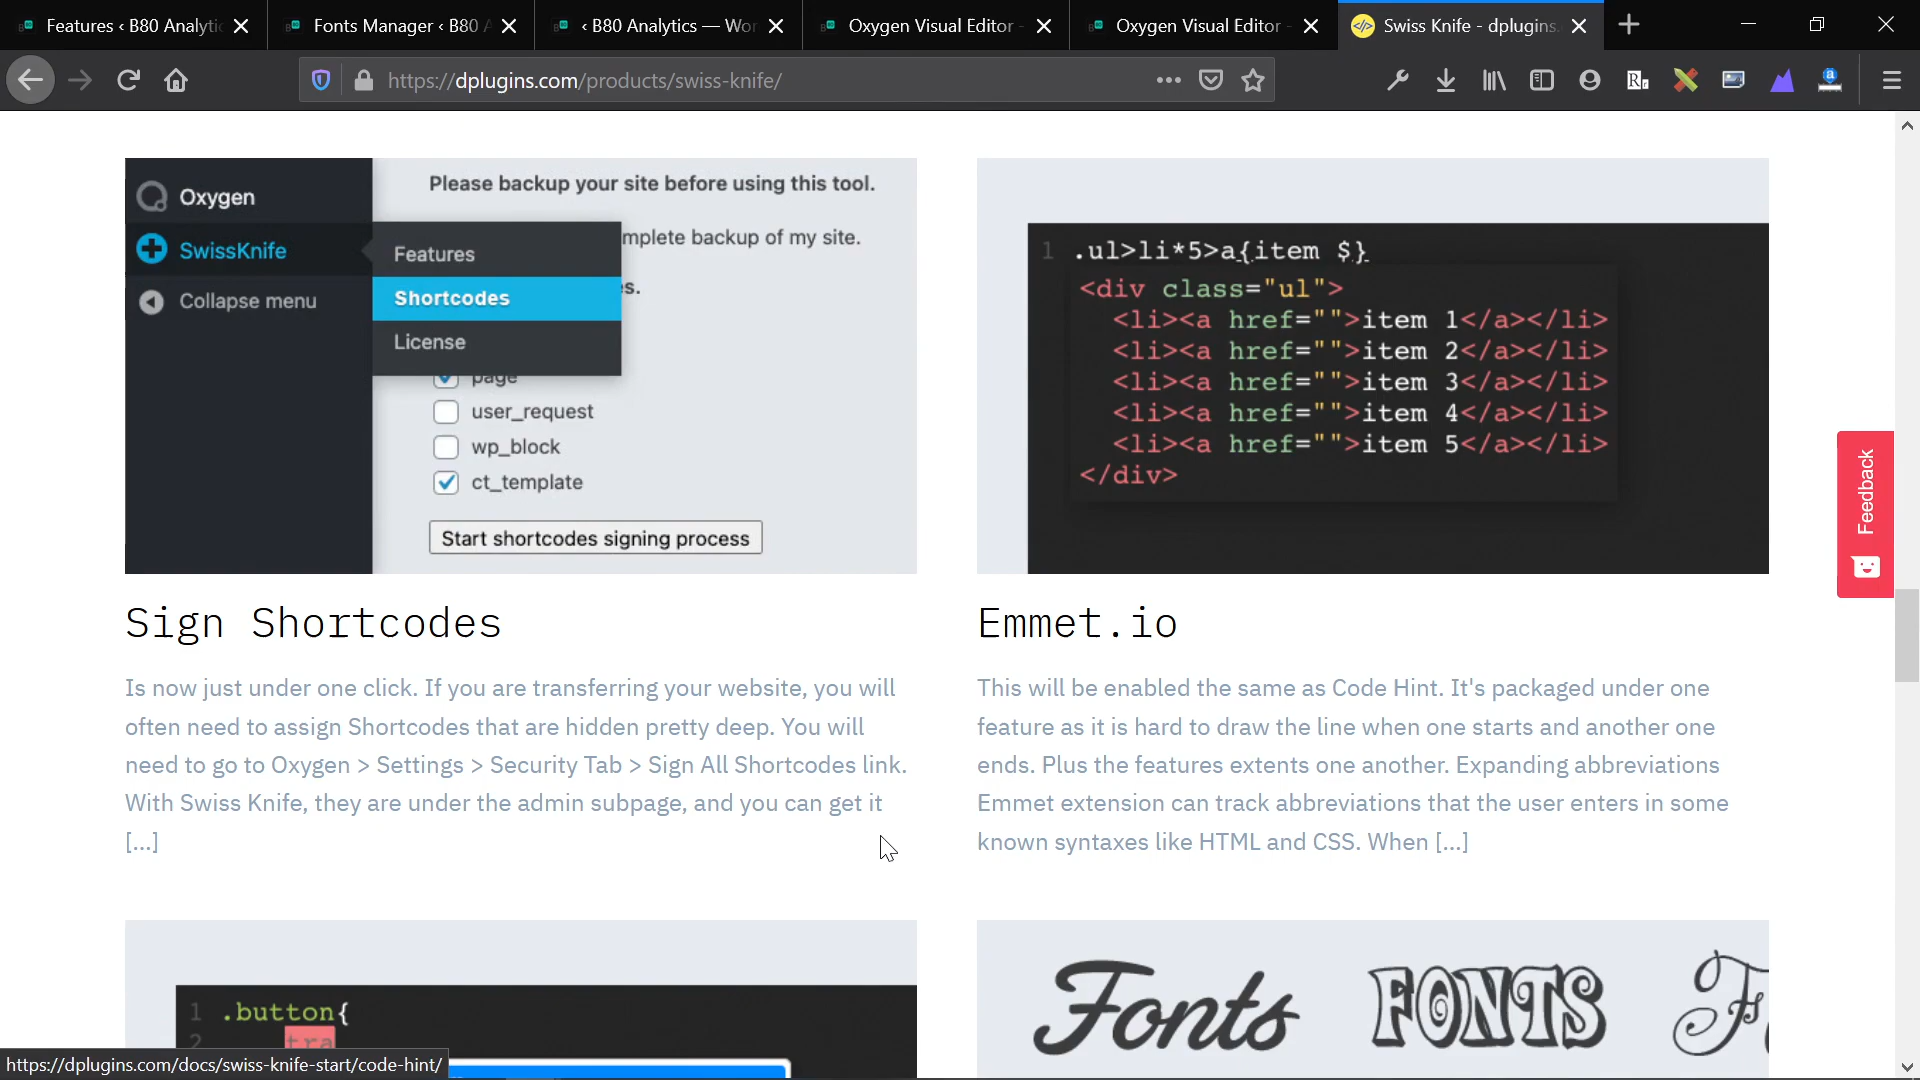 Features ‹ B80 Analytic
Fonts Manager ‹ B80 A
‹ B80 Analytics — Wor
Oxygen Visual Editor -
Oxygen Visual Editor -
Swiss Knife - dplugins.
https://dplugins.com/products/swiss-knife/
Oxygen
SwissKnife
Collapse menu
Features
Shortcodes
License
Please backup your site before using this tool.
mplete backup of my site.
s.
page
user_request
wp_block
ct_template
Start shortcodes signing process
1 .ul>li*5>a{item $}
<div class="ul">
<li><a href="">item 1</a></li>
<li><a href="">item 2</a></li>
<li><a href="">item 3</a></li>
<li><a href="">item 4</a></li>
<li><a href="">item 5</a></li>
</div>
Feedback
Sign Shortcodes
Is now just under one click. If you are transferring your website, you will
often need to assign Shortcodes that are hidden pretty deep. You will
need to go to Oxygen > Settings > Security Tab > Sign All Shortcodes link.
With Swiss Knife, they are under the admin subpage, and you can get it
[...]
Emmet.io
This will be enabled the same as Code Hint. It's packaged under one
feature as it is hard to draw the line when one starts and another one
ends. Plus the features extents one another. Expanding abbreviations
Emmet extension can track abbreviations that the user enters in some
known syntaxes like HTML and CSS. When [...]
1 .button{
2 tra
Fonts FONTS F
https://dplugins.com/docs/swiss-knife-start/code-hint/